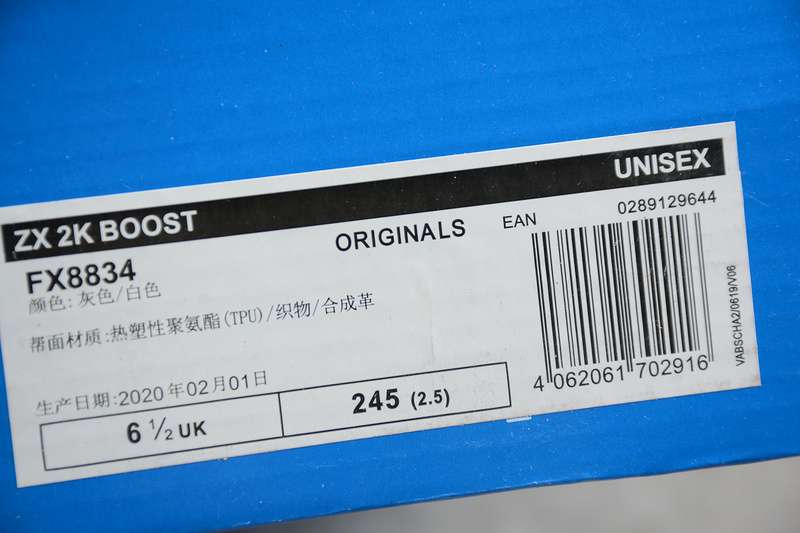 UNISEX
ZX 2K BOOST
0289129644
EAN
ORIGINALS
FX8834
颜色:灰色/白色
帮面材质:热塑性聚氨酯(TPU)/织物/合成革
生产日期:2020年02月01日
6 1/2 UK
245 (2.5)
4 062061 702916
VABSCHA2/0619/V06